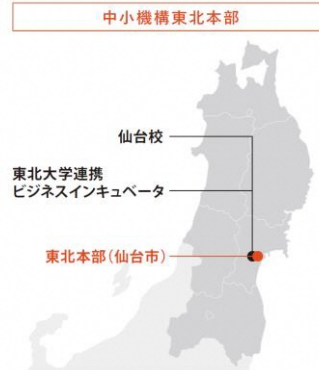 中小機構東北本部
仙台校
東北大学連携
ビジネスインキュベータ
東北本部(仙台市)